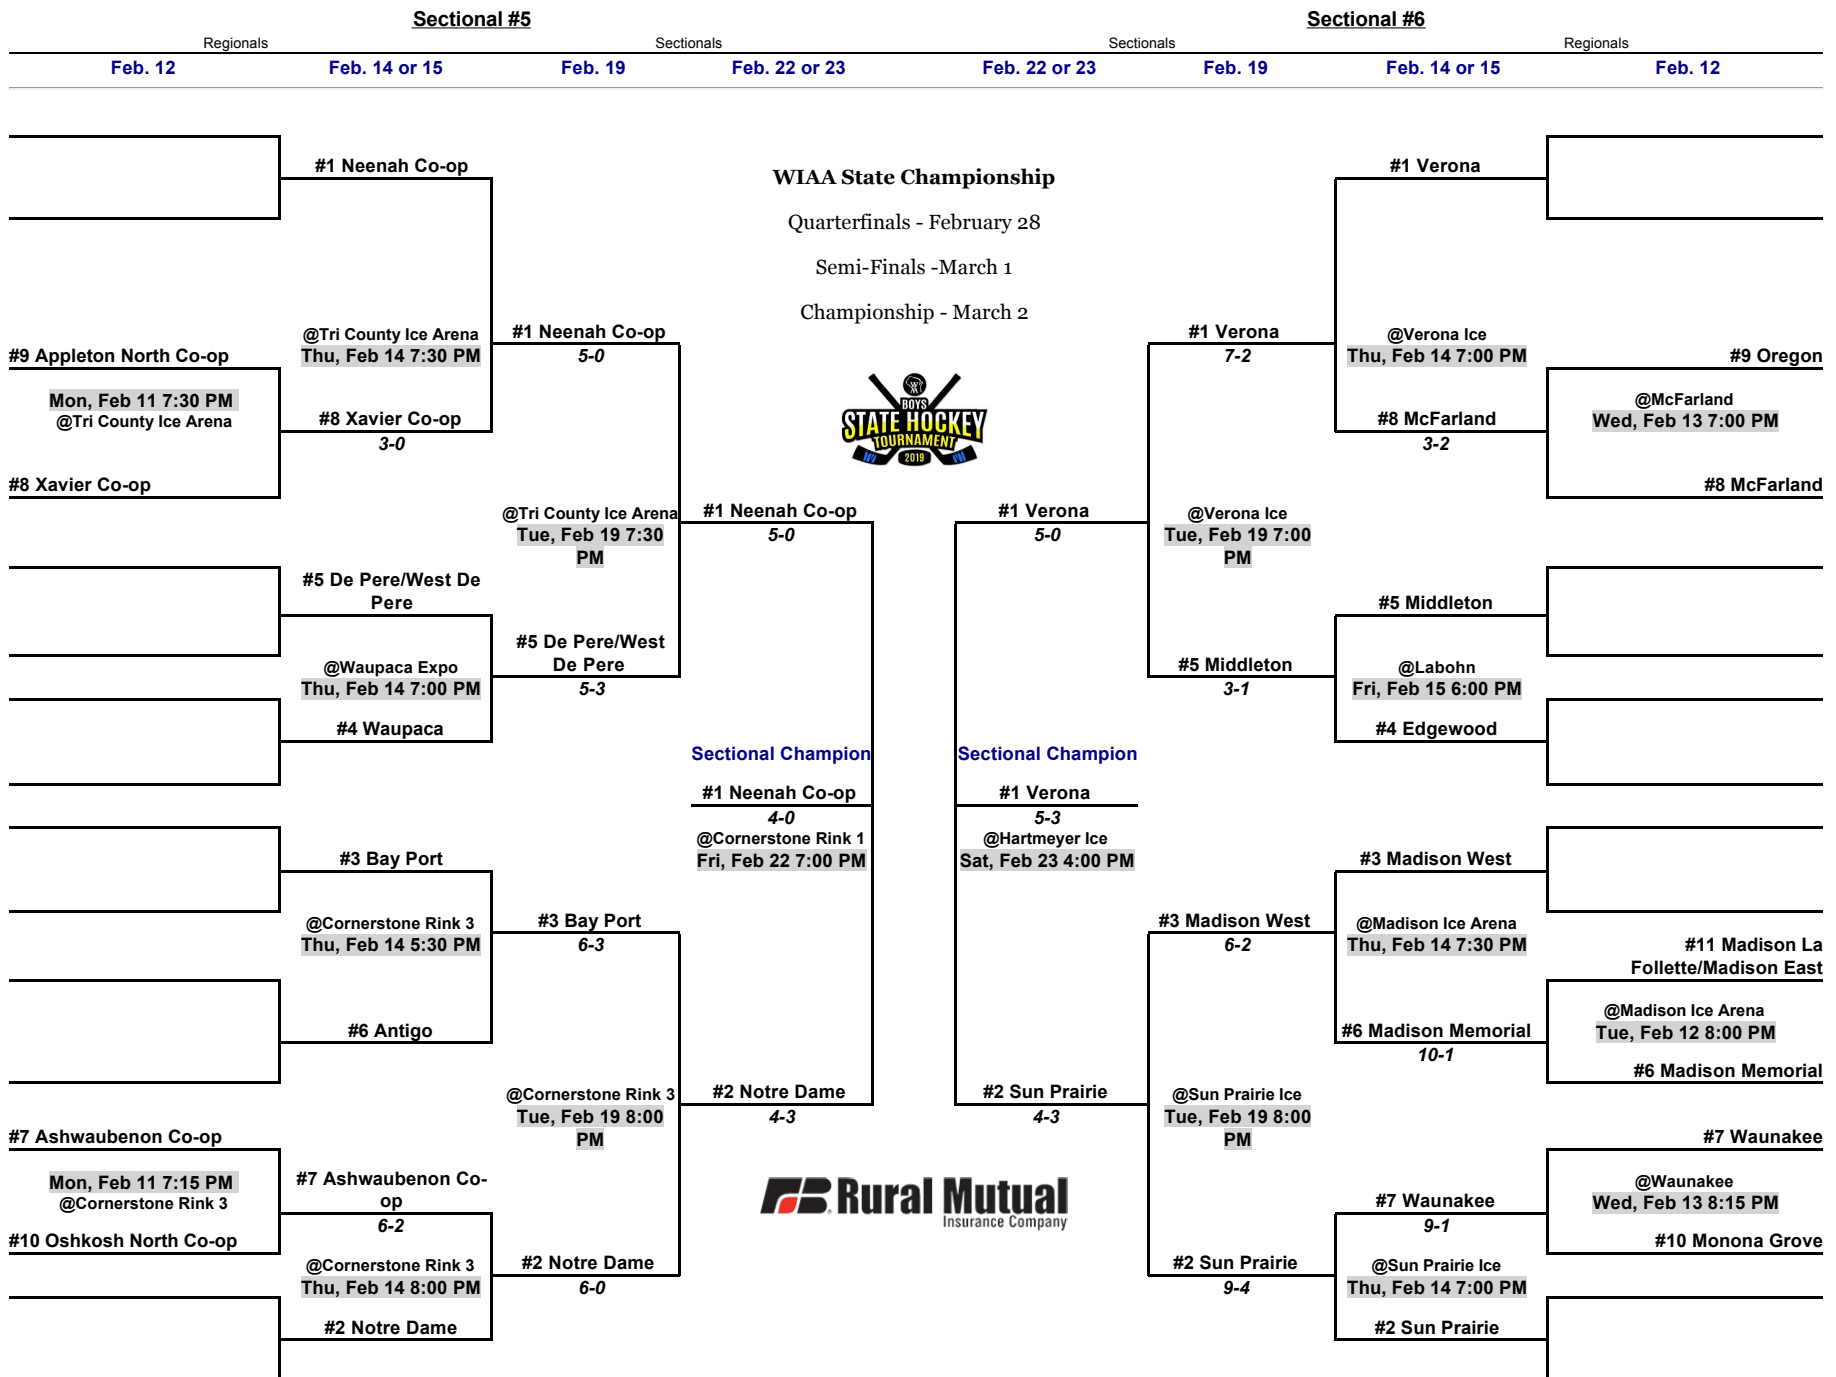 Sectional #5
Sectional #6
Regionals
Sectionals
Sectionals
Regionals
Feb. 12
Feb. 14 or 15
Feb. 19
Feb. 22 or 23
Feb. 22 or 23
Feb. 19
Feb. 14 or 15
Feb. 12
#1 Neenah Co-op
@Tri County Ice Arena
Thu, Feb 14 7:30 PM
#9 Appleton North Co-op
Mon, Feb 11 7:30 PM
@Tri County Ice Arena
#8 Xavier Co-op
#8 Xavier Co-op
3-0
#1 Neenah Co-op
5-0
@Tri County Ice Arena
Tue, Feb 19 7:30
PM
#5 De Pere/West De
Pere
@Waupaca Expo
Thu, Feb 14 7:00 PM
#4 Waupaca
#5 De Pere/West
De Pere
5-3
#1 Neenah Co-op
5-0
Sectional Champion
#1 Neenah Co-op
4-0
@Cornerstone Rink 1
Fri, Feb 22 7:00 PM
#3 Bay Port
@Cornerstone Rink 3
Thu, Feb 14 5:30 PM
#6 Antigo
#3 Bay Port
6-3
@Cornerstone Rink 3
Tue, Feb 19 8:00
PM
#2 Notre Dame
4-3
#7 Ashwaubenon Co-op
Mon, Feb 11 7:15 PM
@Cornerstone Rink 3
#10 Oshkosh North Co-op
#7 Ashwaubenon Co-
op
6-2
@Cornerstone Rink 3
Thu, Feb 14 8:00 PM
#2 Notre Dame
#2 Notre Dame
6-0
WIAA State Championship
Quarterfinals - February 28
Semi-Finals -March 1
Championship - March 2
BOYS
STATE HOCKEY
TOURNAMENT
2019
Rural Mutual
Insurance Company
#1 Verona
@Verona Ice
Thu, Feb 14 7:00 PM
#9 Oregon
@McFarland
Wed, Feb 13 7:00 PM
#8 McFarland
#8 McFarland
3-2
#1 Verona
7-2
@Verona Ice
Tue, Feb 19 7:00
PM
#5 Middleton
@Labohn
Fri, Feb 15 6:00 PM
#4 Edgewood
#5 Middleton
3-1
#1 Verona
5-0
Sectional Champion
#1 Verona
5-3
@Hartmeyer Ice
Sat, Feb 23 4:00 PM
#3 Madison West
@Madison Ice Arena
Thu, Feb 14 7:30 PM
#11 Madison La
Follette/Madison East
@Madison Ice Arena
Tue, Feb 12 8:00 PM
#6 Madison Memorial
#6 Madison Memorial
10-1
#3 Madison West
6-2
@Sun Prairie Ice
Tue, Feb 19 8:00
PM
#2 Sun Prairie
4-3
#7 Waunakee
@Waunakee
Wed, Feb 13 8:15 PM
#10 Monona Grove
#7 Waunakee
9-1
@Sun Prairie Ice
Thu, Feb 14 7:00 PM
#2 Sun Prairie
#2 Sun Prairie
9-4